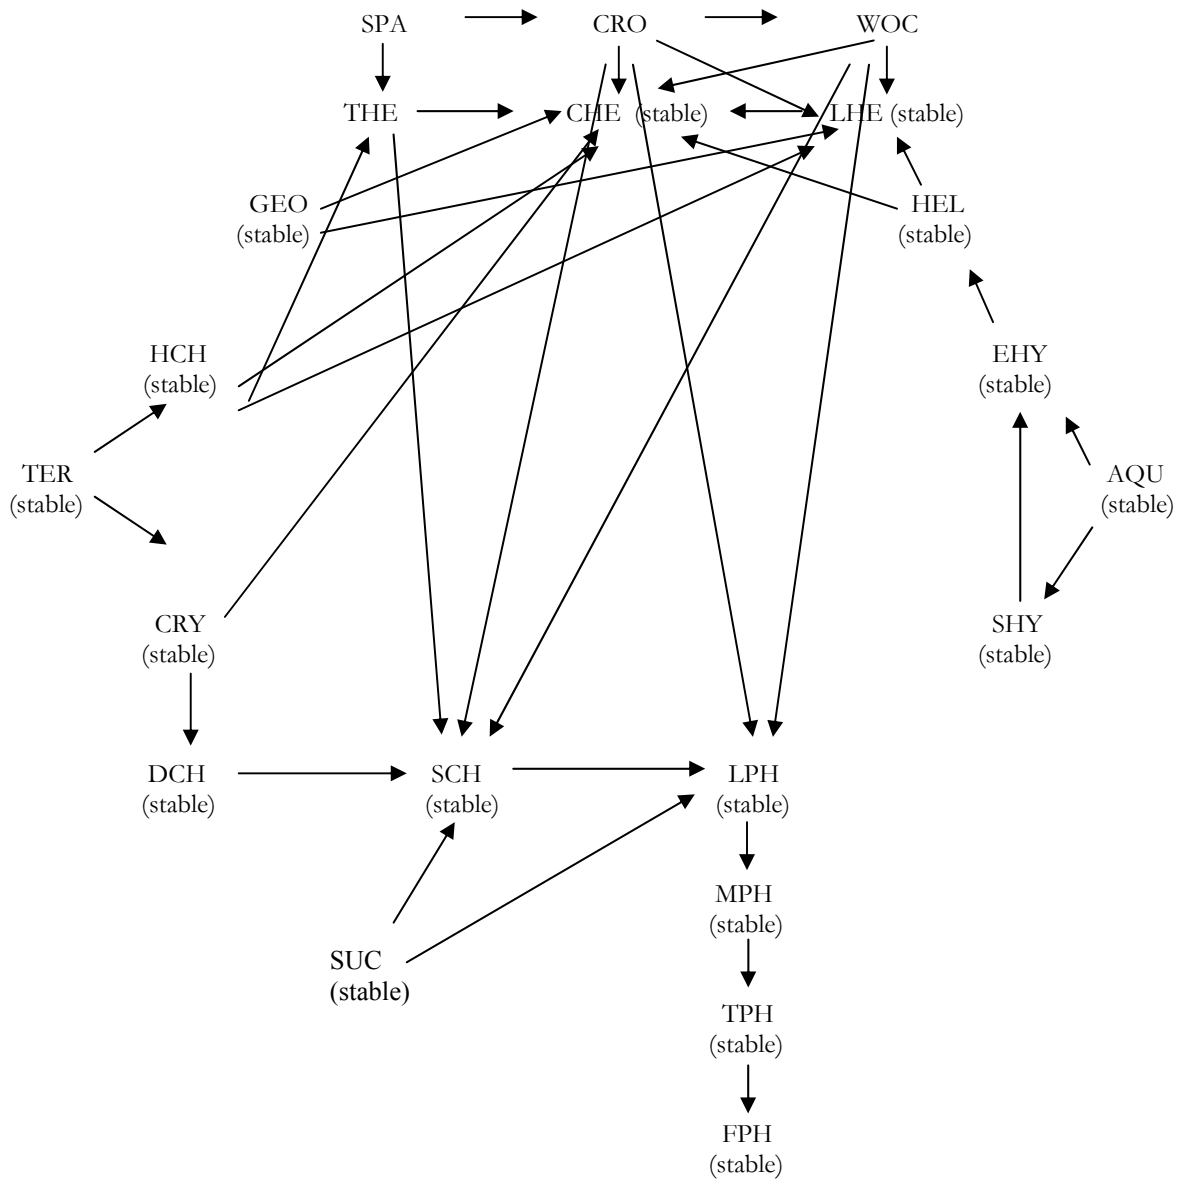 SPA CRO WOC
THE CHE (stable) LHE (stable)
GEO HEL
(stable) (stable)
HCH EHY
(stable) (stable)
TER AQU
(stable) (stable)
CRY SHY
(stable) (stable)
DCH SCH LPH
(stable) (stable) (stable)
MPH
(stable)
SUC
(stable)
TPH
(stable)
FPH
(stable)